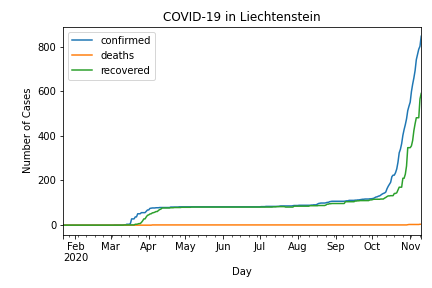 COVID-19 in Liechtenstein
confirmed
deaths
recovered
Number of Cases
800
600
400
200
0
Feb Mar Apr May Jun Jul Aug Sep Oct Nov
2020
Day